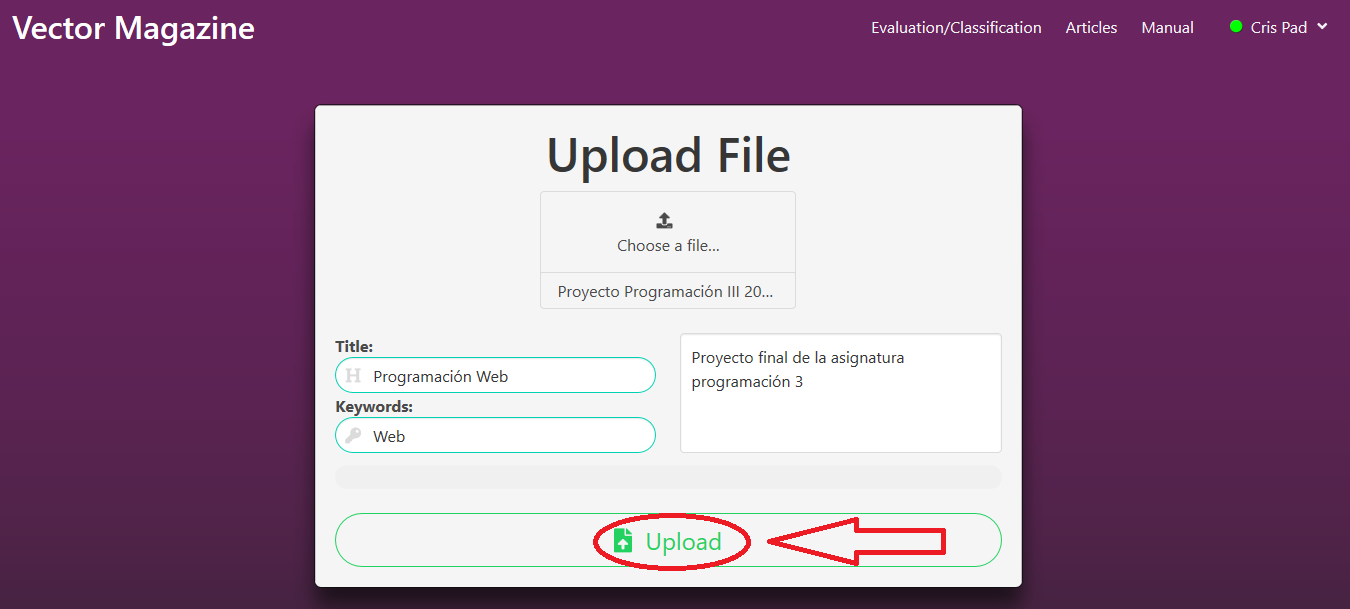 Vector Magazine
Evaluation/Classification
Articles
Manual
Cris Pad
Upload File
Choose a file...
Proyecto Programación III 20...
Title:
Programación Web
Keywords:
Web
Proyecto final de la asignatura
programación 3
Upload